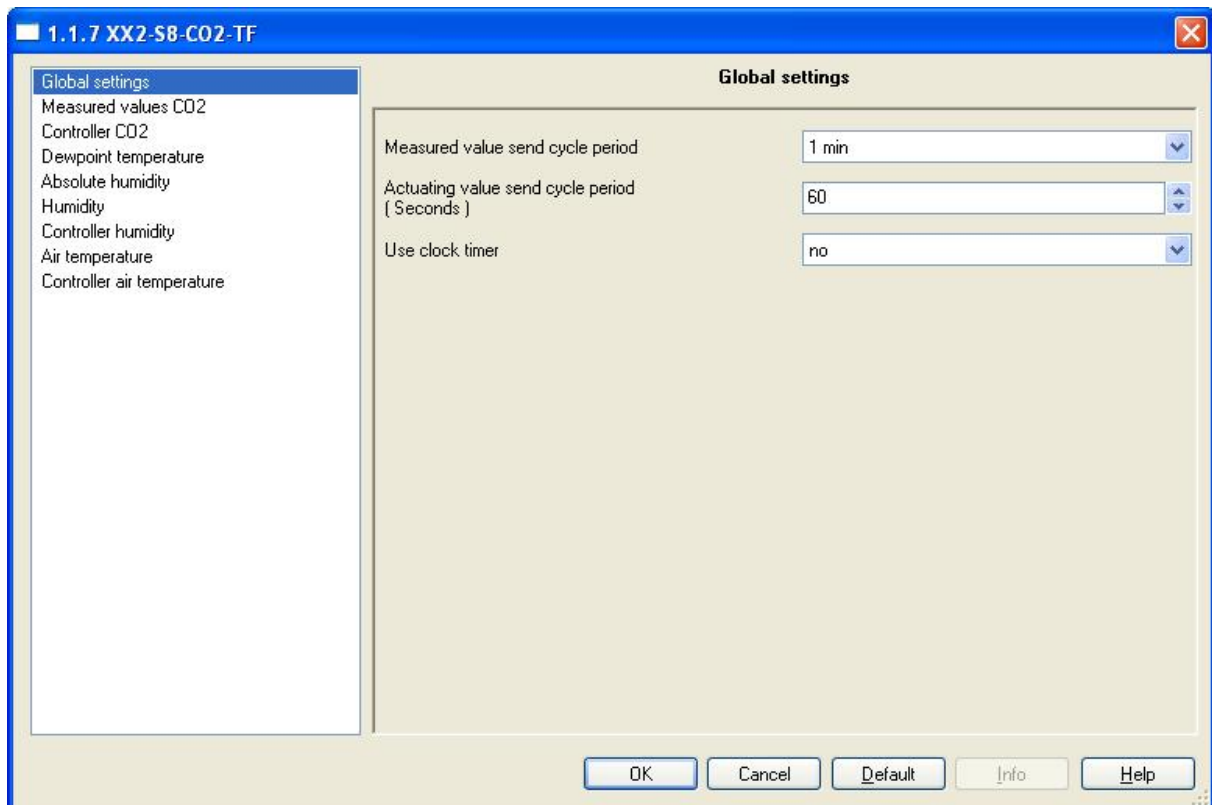 1.1.7 XX2-S8-CO2-TF
Global settings
Measured values CO2
Controller CO2
Dewpoint temperature
Absolute humidity
Humidity
Controller humidity
Air temperature
Controller air temperature
Global settings
Measured value send cycle period
1 min
Actuating value send cycle period
( Seconds )
60
Use clock timer
no
OK
Cancel
Default
Info
Help